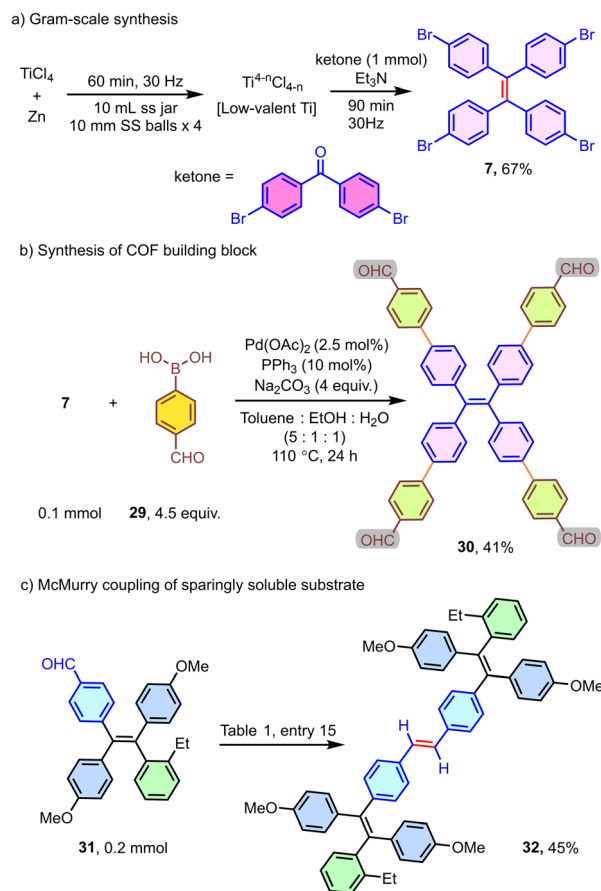 a) Gram-scale synthesis
TiCl4
+
Zn
60 min, 30 Hz
10 mL ss jar
10 mm SS balls x 4
Ti4-nCl4-n
[Low-valent Ti]
ketone (1 mmol)
Et3N
90 min
30Hz
Br
Br
Br
Br
7, 67%
ketone =
O
Br
Br
b) Synthesis of COF building block
7
+
HO
OH
B
CHO
Pd(OAc)2 (2.5 mol%)
PPh3 (10 mol%)
Na2CO3 (4 equiv.)
Toluene : EtOH : H2O
(5 : 1 : 1)
110 °C, 24 h
OHC
CHO
OHC
CHO
0.1 mmol
29, 4.5 equiv.
30, 41%
c) McMurry coupling of sparingly soluble substrate
OHC
OMe
Et
MeO
31, 0.2 mmol
Table 1, entry 15
Et
MeO
OMe
H
H
MeO
OMe
Et
32, 45%